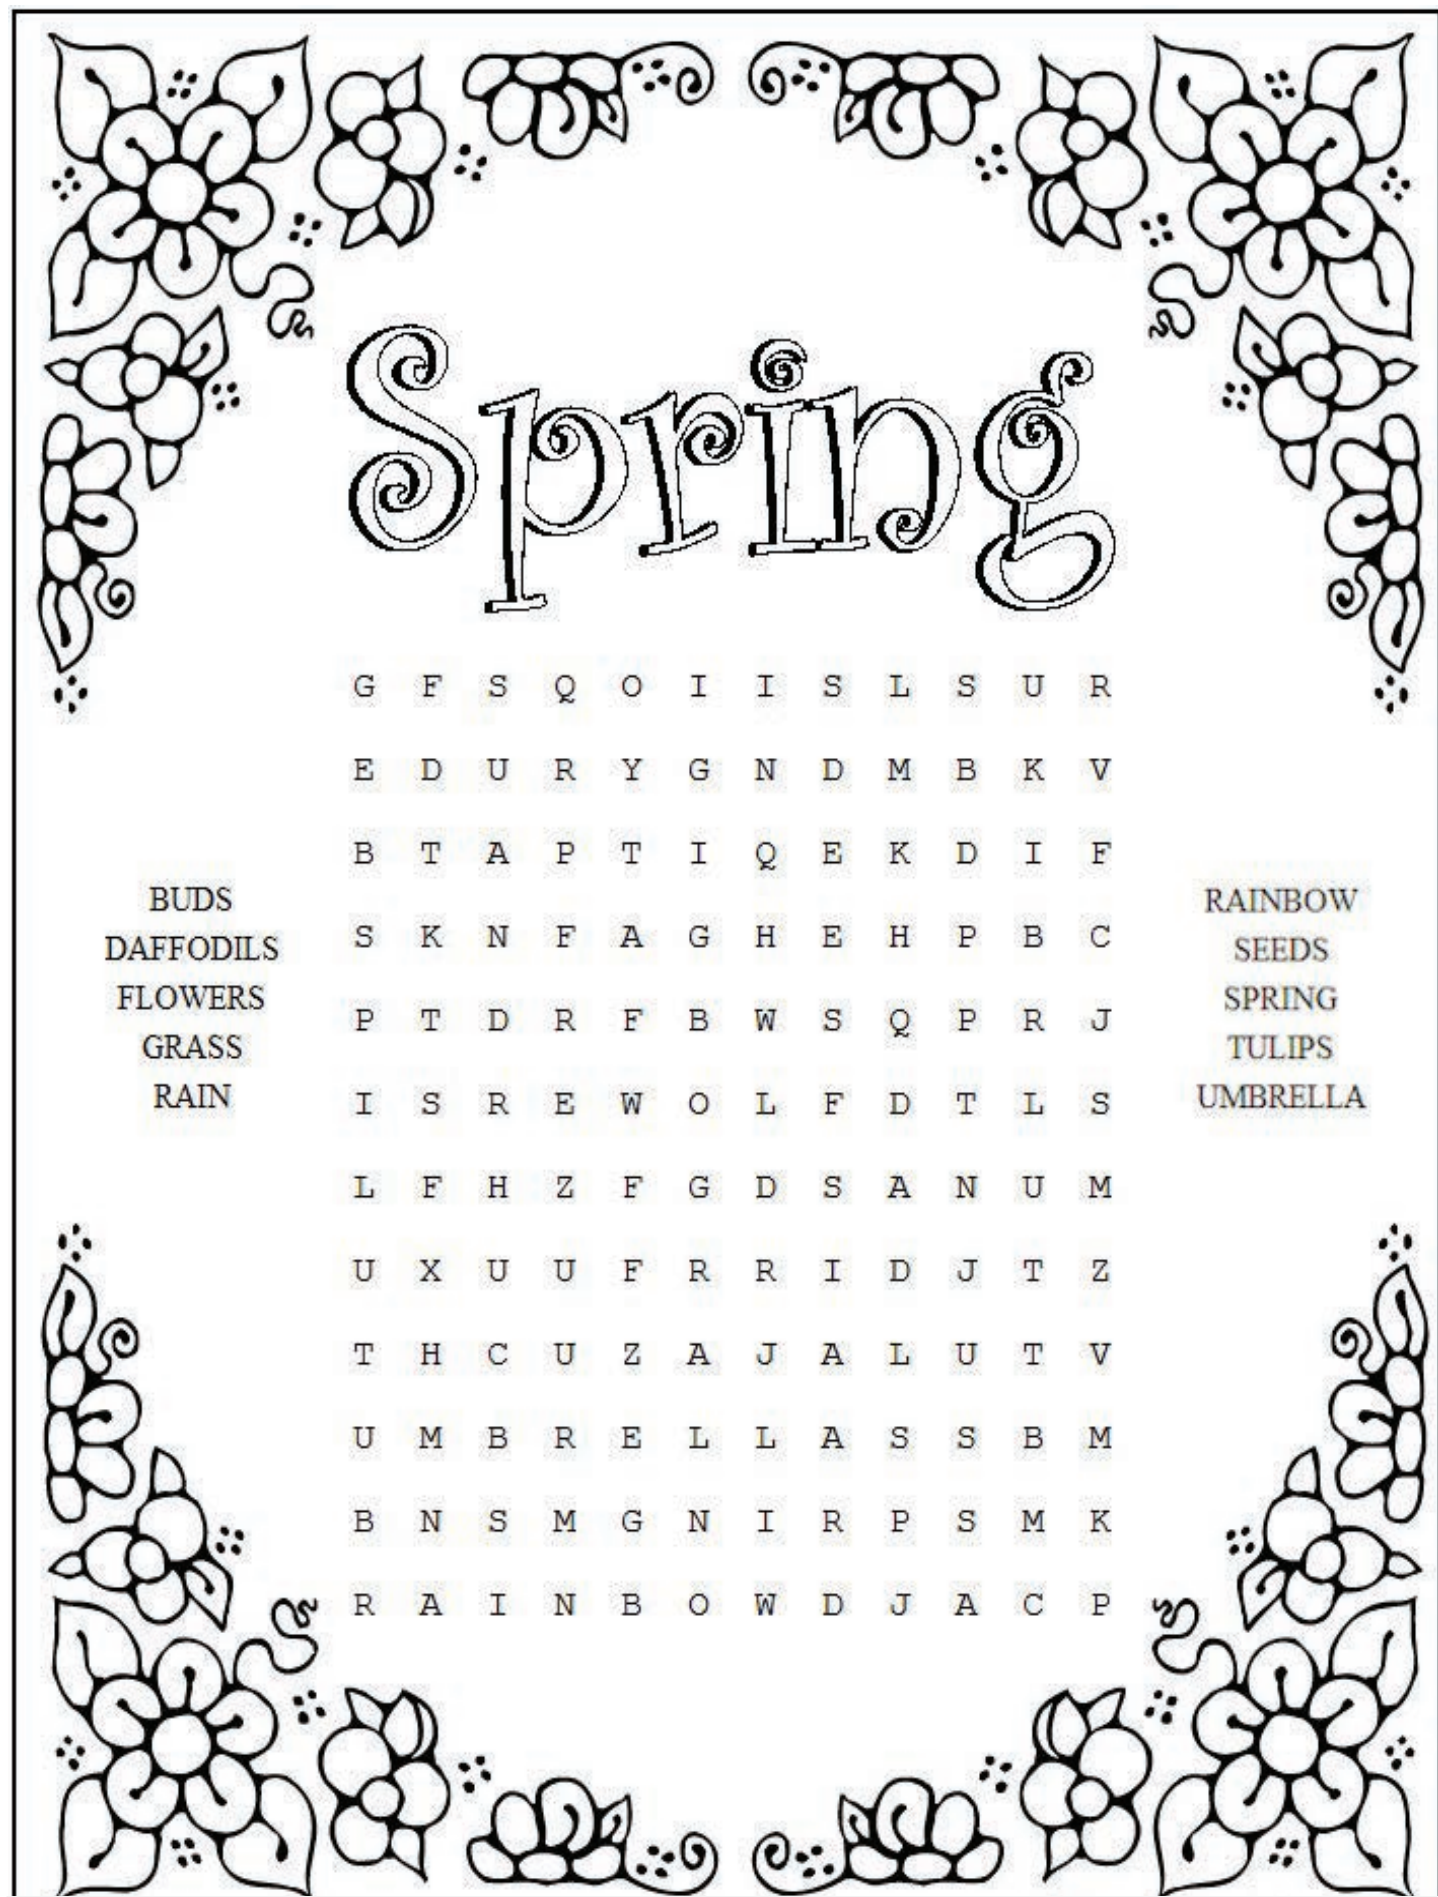 Spring
G F S Q O I I S L S U R
E D U R Y G N D M B K V
B T A P T I Q E K D I F
S K N F A G H E H P B C
P T D R F B W S Q P R J
I S R E W O L F D T L S
L F H Z F G D S A N U M
U X U U F R R I D J T Z
T H C U Z A J A L U T V
U M B R E L L A S S B M
B N S M G N I R P S M K
R A I N B O W D J A C P
BUDS
DAFFODILS
FLOWERS
GRASS
RAIN
RAINBOW
SEEDS
SPRING
TULIPS
UMBRELLA